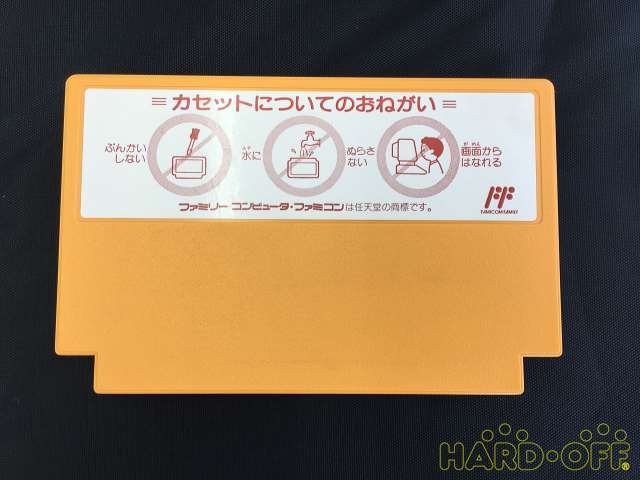 カセットについてのおねがい
ぶんかい
しない
みず
水に
ぬらさ
ない
がめん
画面から
はなれる
ファミリーコンピュータ・ファミコンは任天堂の商標です。
FF
FAMICOM FAMILY
HARD・OFF®